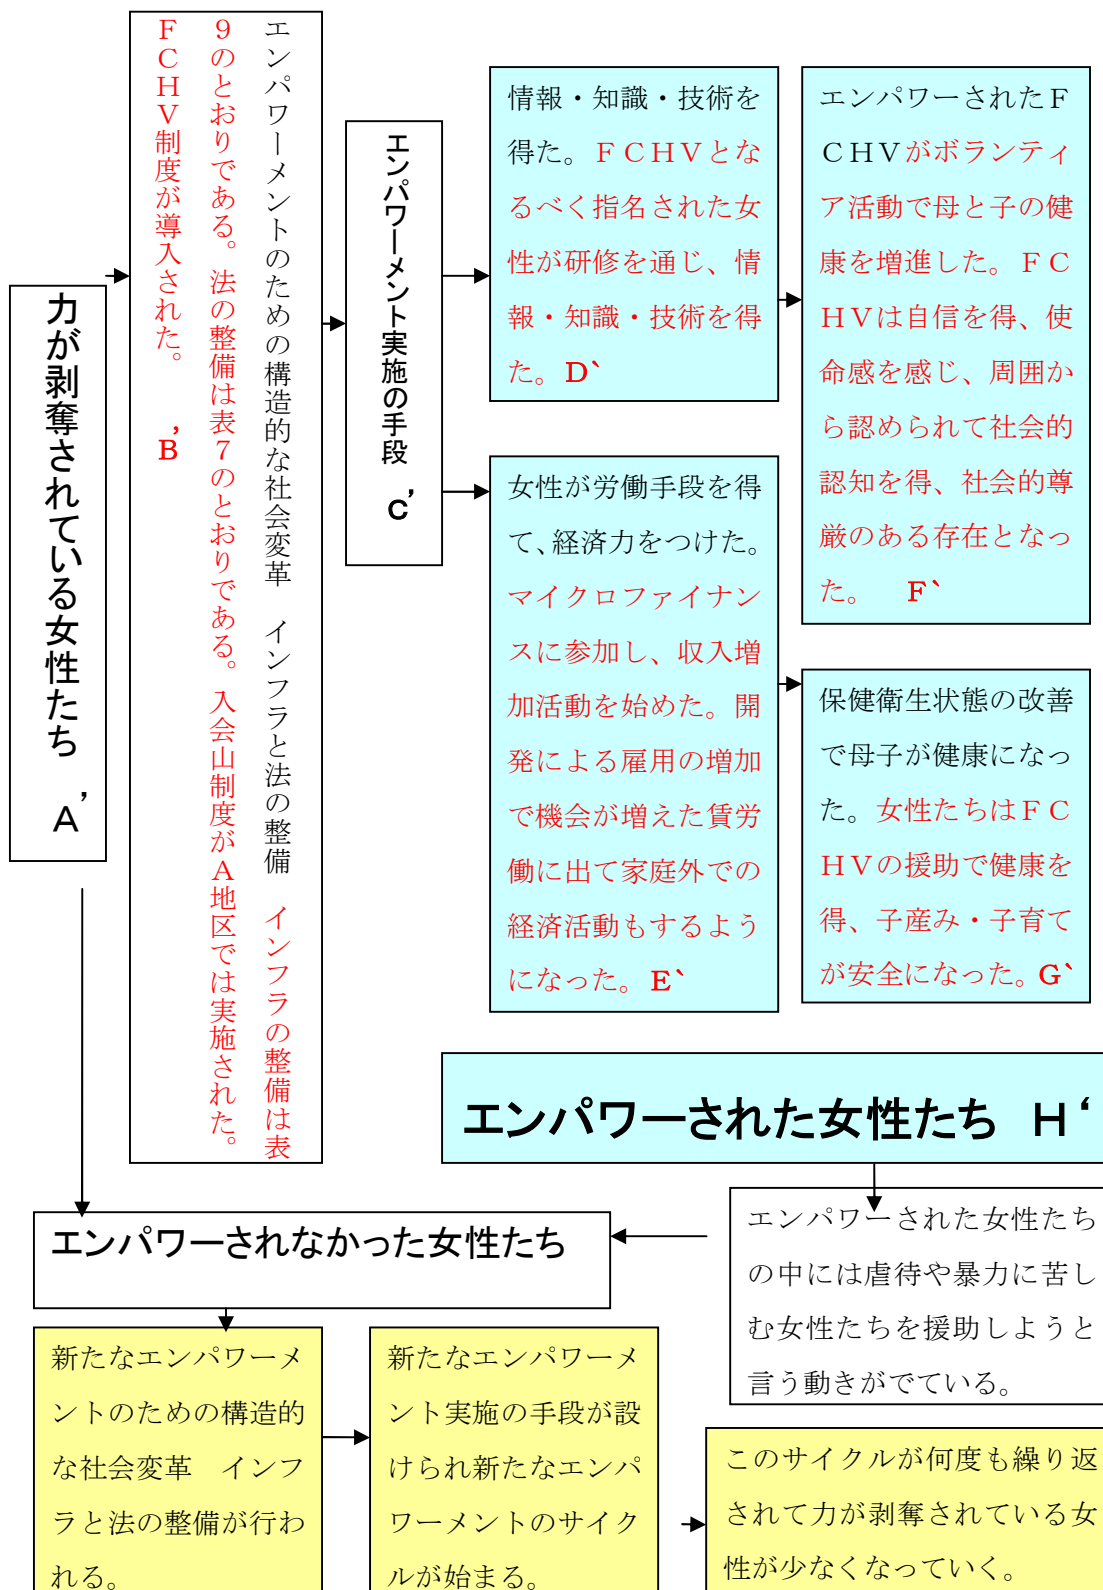 力が剥奪されている女性たち　A’
エンパワーメントのための構造的な社会変革　インフラと法の整備　インフラの整備は表
９のとおりである。法の整備は表７のとおりである。入会山制度がＡ地区では実施された。
ＦＣＨＶ制度が導入された。　B’
エンパワーメント実施の手段　C’
情報・知識・技術を
得た。ＦＣＨＶとな
るべく指名された女
性が研修を通じ、情
報・知識・技術を得
た。D`
エンパワーされたＦ
ＣＨＶがボランティ
ア活動で母と子の健
康を増進した。ＦＣ
ＨＶは自信を得、使
命感を感じ、周囲か
ら認められて社会的
認知を得、社会的尊
厳のある存在となっ
た。　F`
女性が労働手段を得
て、経済力をつけた。
マイクロファイナン
スに参加し、収入増
加活動を始めた。開
発による雇用の増加
で機会が増えた賃労
働に出て家庭外での
経済活動もするよう
になった。E`
保健衛生状態の改善
で母子が健康になっ
た。女性たちはＦＣ
ＨＶの援助で健康を
得、子産み・子育て
が安全になった。G`
エンパワーされた女性たち　Ｈ‘
エンパワーされた女性たち
の中には虐待や暴力に苦し
む女性たちを援助しようと
言う動きがでている。
エンパワーされなかった女性たち
新たなエンパワーメ
ントのための構造的
な社会変革　インフ
ラと法の整備が行わ
れる。
新たなエンパワーメ
ント実施の手段が設
けられ新たなエンパ
ワーメントのサイク
ルが始まる。
このサイクルが何度も繰り返
されて力が剥奪されている女
性が少なくなっていく。